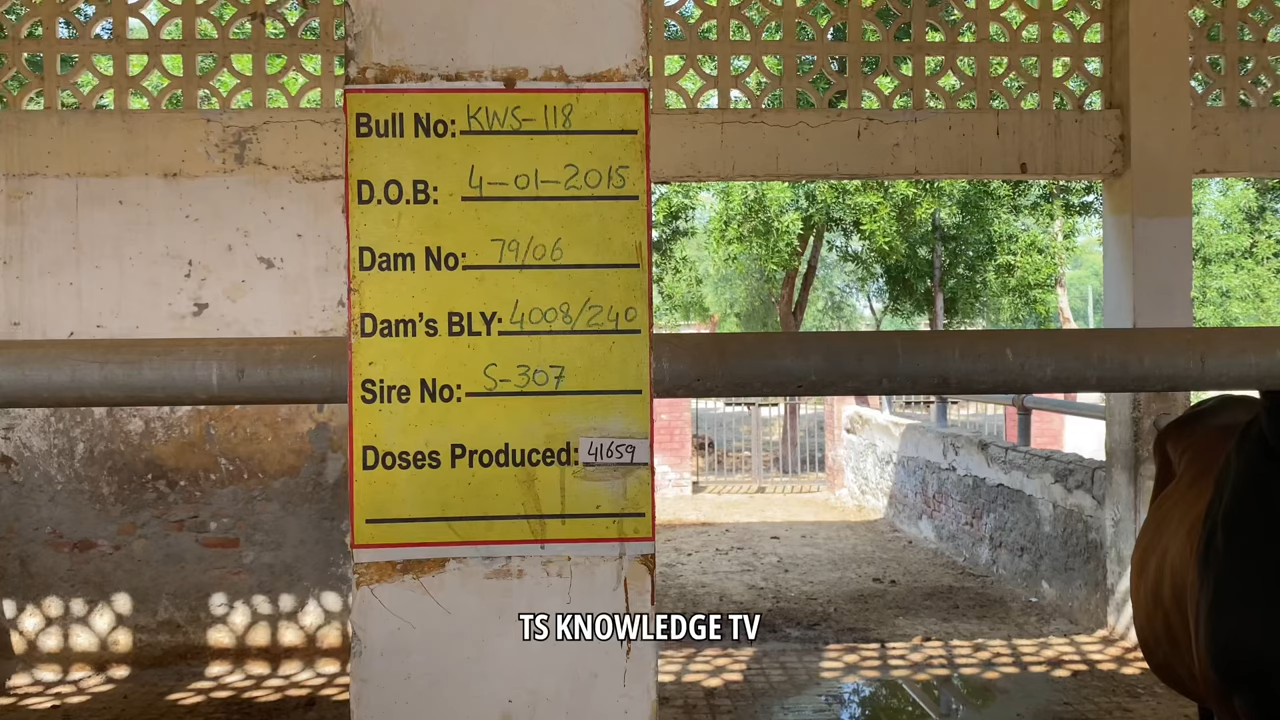 Bull No: KWS-118
D.O.B: 4-01-2015
Dam No: 79/06
Dam's BLY: 4008/240
Sire No: S-307
Doses Produced: 41659
TS KNOWLEDGE TV